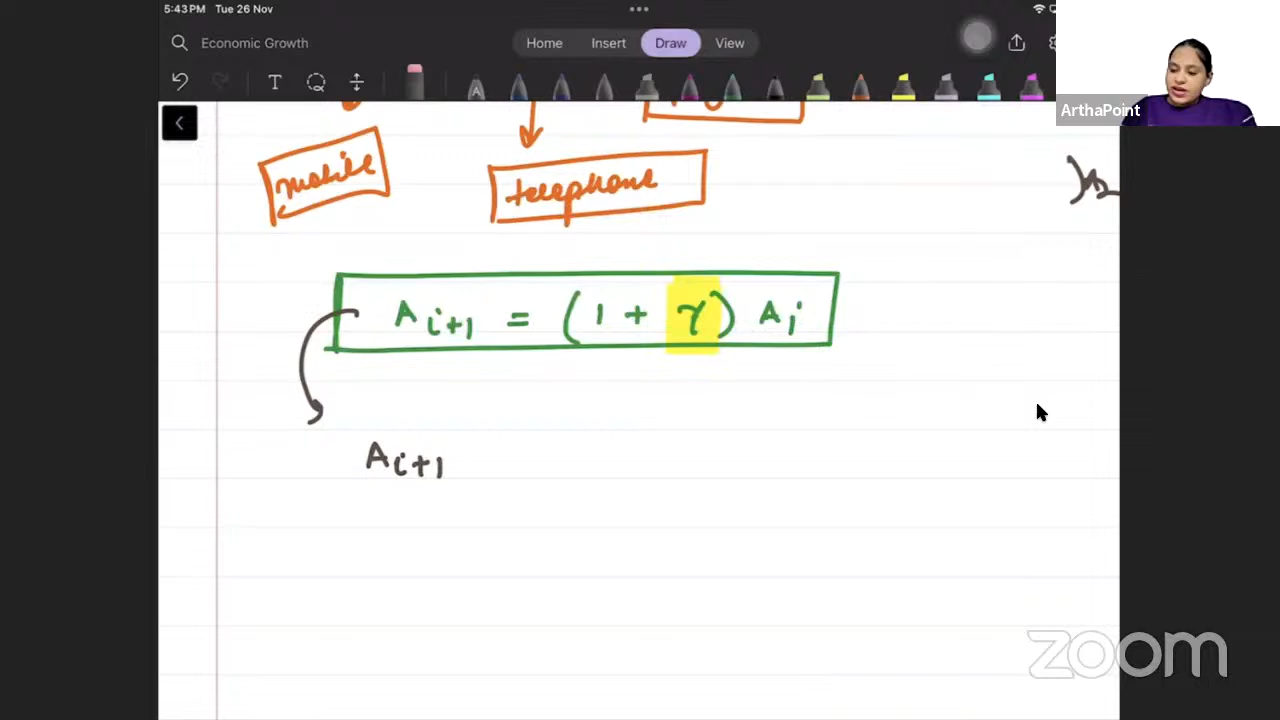 5:43 PM Tue 26 Nov
Economic Growth
Home Insert Draw View
T
A
ArthaPoint
mobile
telephone
A i+1 = (1 + γ) A i
A i+1
zoom